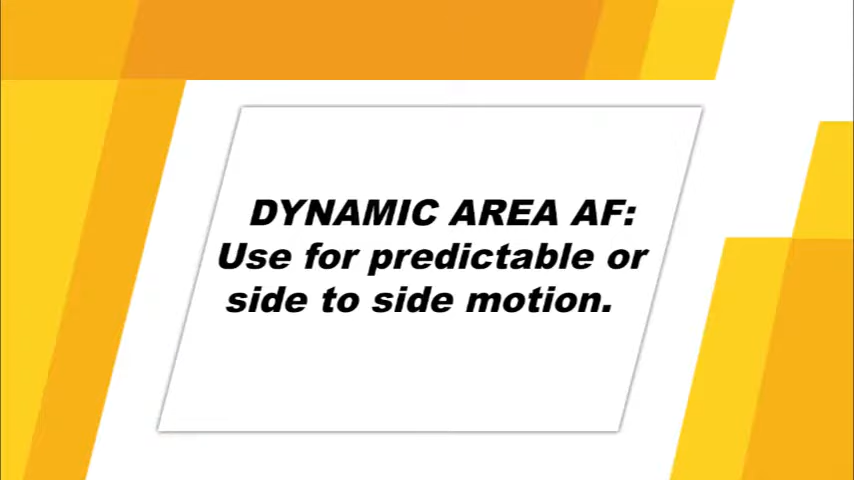 DYNAMIC AREA AF:
Use for predictable or
side to side motion.